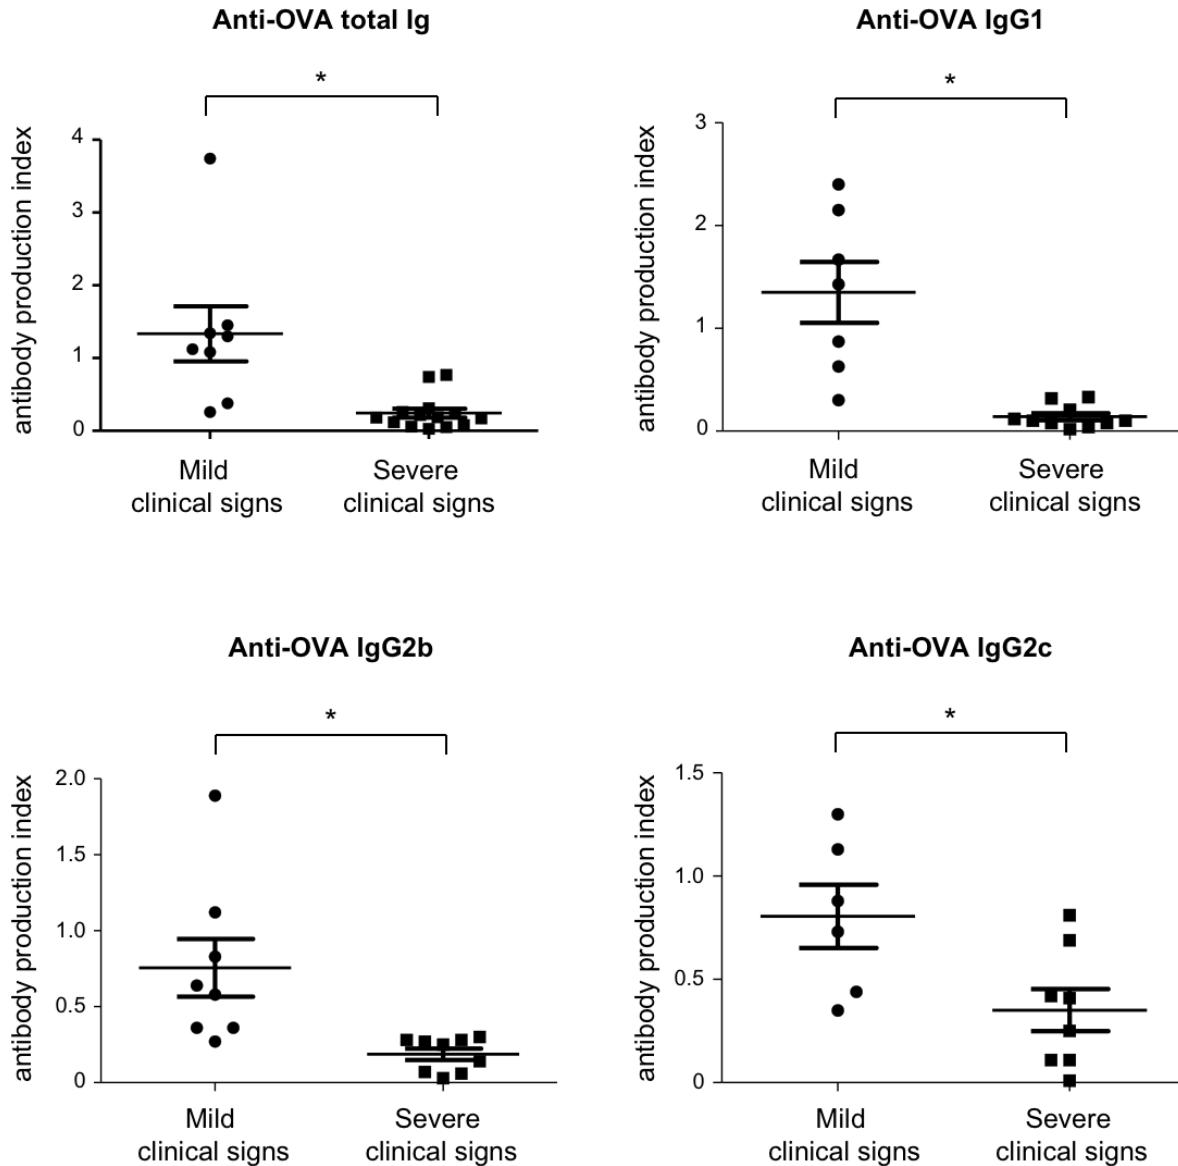 Anti-OVA total Ig
*
antibody production index
4
3
2
1
0
Mild
clinical signs
Severe
clinical signs
Anti-OVA IgG1
*
antibody production index
3
2
1
0
Mild
clinical signs
Severe
clinical signs
Anti-OVA IgG2b
*
antibody production index
2.0
1.5
1.0
0.5
0
Mild
clinical signs
Severe
clinical signs
Anti-OVA IgG2c
*
antibody production index
1.5
1.0
0.5
0
Mild
clinical signs
Severe
clinical signs